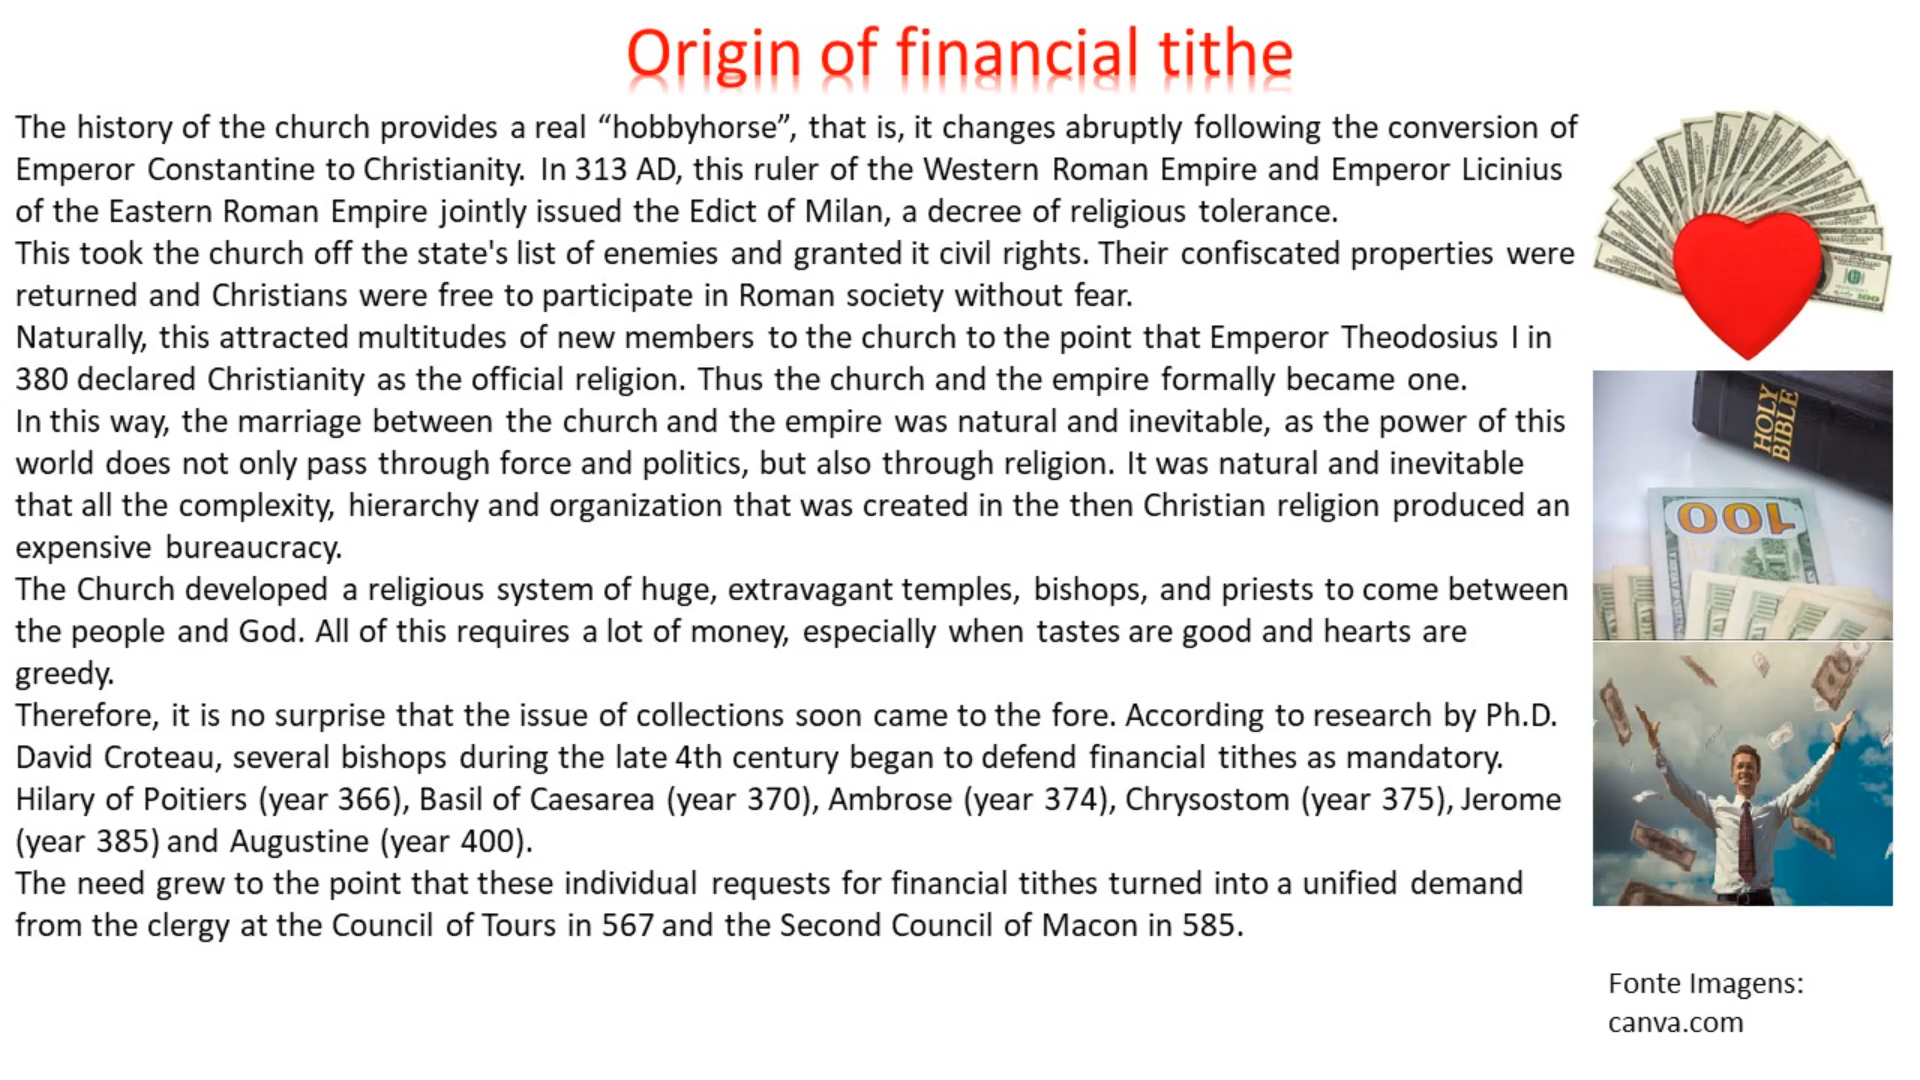 Origin of financial tithe
The history of the church provides a real “hobbyhorse”, that is, it changes abruptly following the conversion of
Emperor Constantine to Christianity. In 313 AD, this ruler of the Western Roman Empire and Emperor Licinius
of the Eastern Roman Empire jointly issued the Edict of Milan, a decree of religious tolerance.
This took the church off the state's list of enemies and granted it civil rights. Their confiscated properties were
returned and Christians were free to participate in Roman society without fear.
Naturally, this attracted multitudes of new members to the church to the point that Emperor Theodosius I in
380 declared Christianity as the official religion. Thus the church and the empire formally became one.
In this way, the marriage between the church and the empire was natural and inevitable, as the power of this
world does not only pass through force and politics, but also through religion. It was natural and inevitable
that all the complexity, hierarchy and organization that was created in the then Christian religion produced an
expensive bureaucracy.
The Church developed a religious system of huge, extravagant temples, bishops, and priests to come between
the people and God. All of this requires a lot of money, especially when tastes are good and hearts are
greedy.
Therefore, it is no surprise that the issue of collections soon came to the fore. According to research by Ph.D.
David Croteau, several bishops during the late 4th century began to defend financial tithes as mandatory.
Hilary of Poitiers (year 366), Basil of Caesarea (year 370), Ambrose (year 374), Chrysostom (year 375), Jerome
(year 385) and Augustine (year 400).
The need grew to the point that these individual requests for financial tithes turned into a unified demand
from the clergy at the Council of Tours in 567 and the Second Council of Macon in 585.
100
HOLY
BIBLE
100
Fonte Imagens:
canva.com